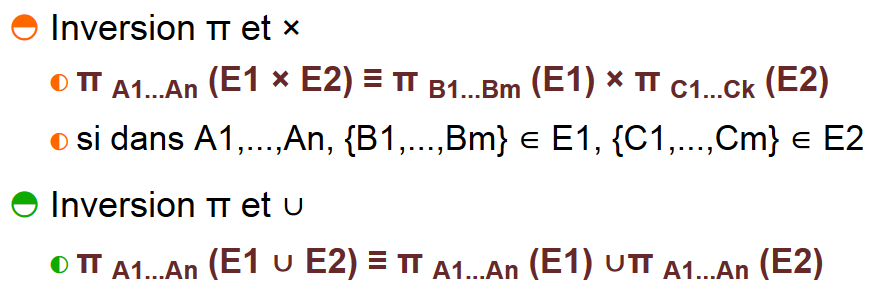 Inversion π et ×
π A1...An (E1 × E2) ≡ π B1...Bm (E1) × π C1...Ck (E2)
si dans A1,...,An, {B1,...,Bm} ∈ E1, {C1,...,Cm} ∈ E2
Inversion π et ∪
π A1...An (E1 ∪ E2) ≡ π A1...An (E1) ∪π A1...An (E2)